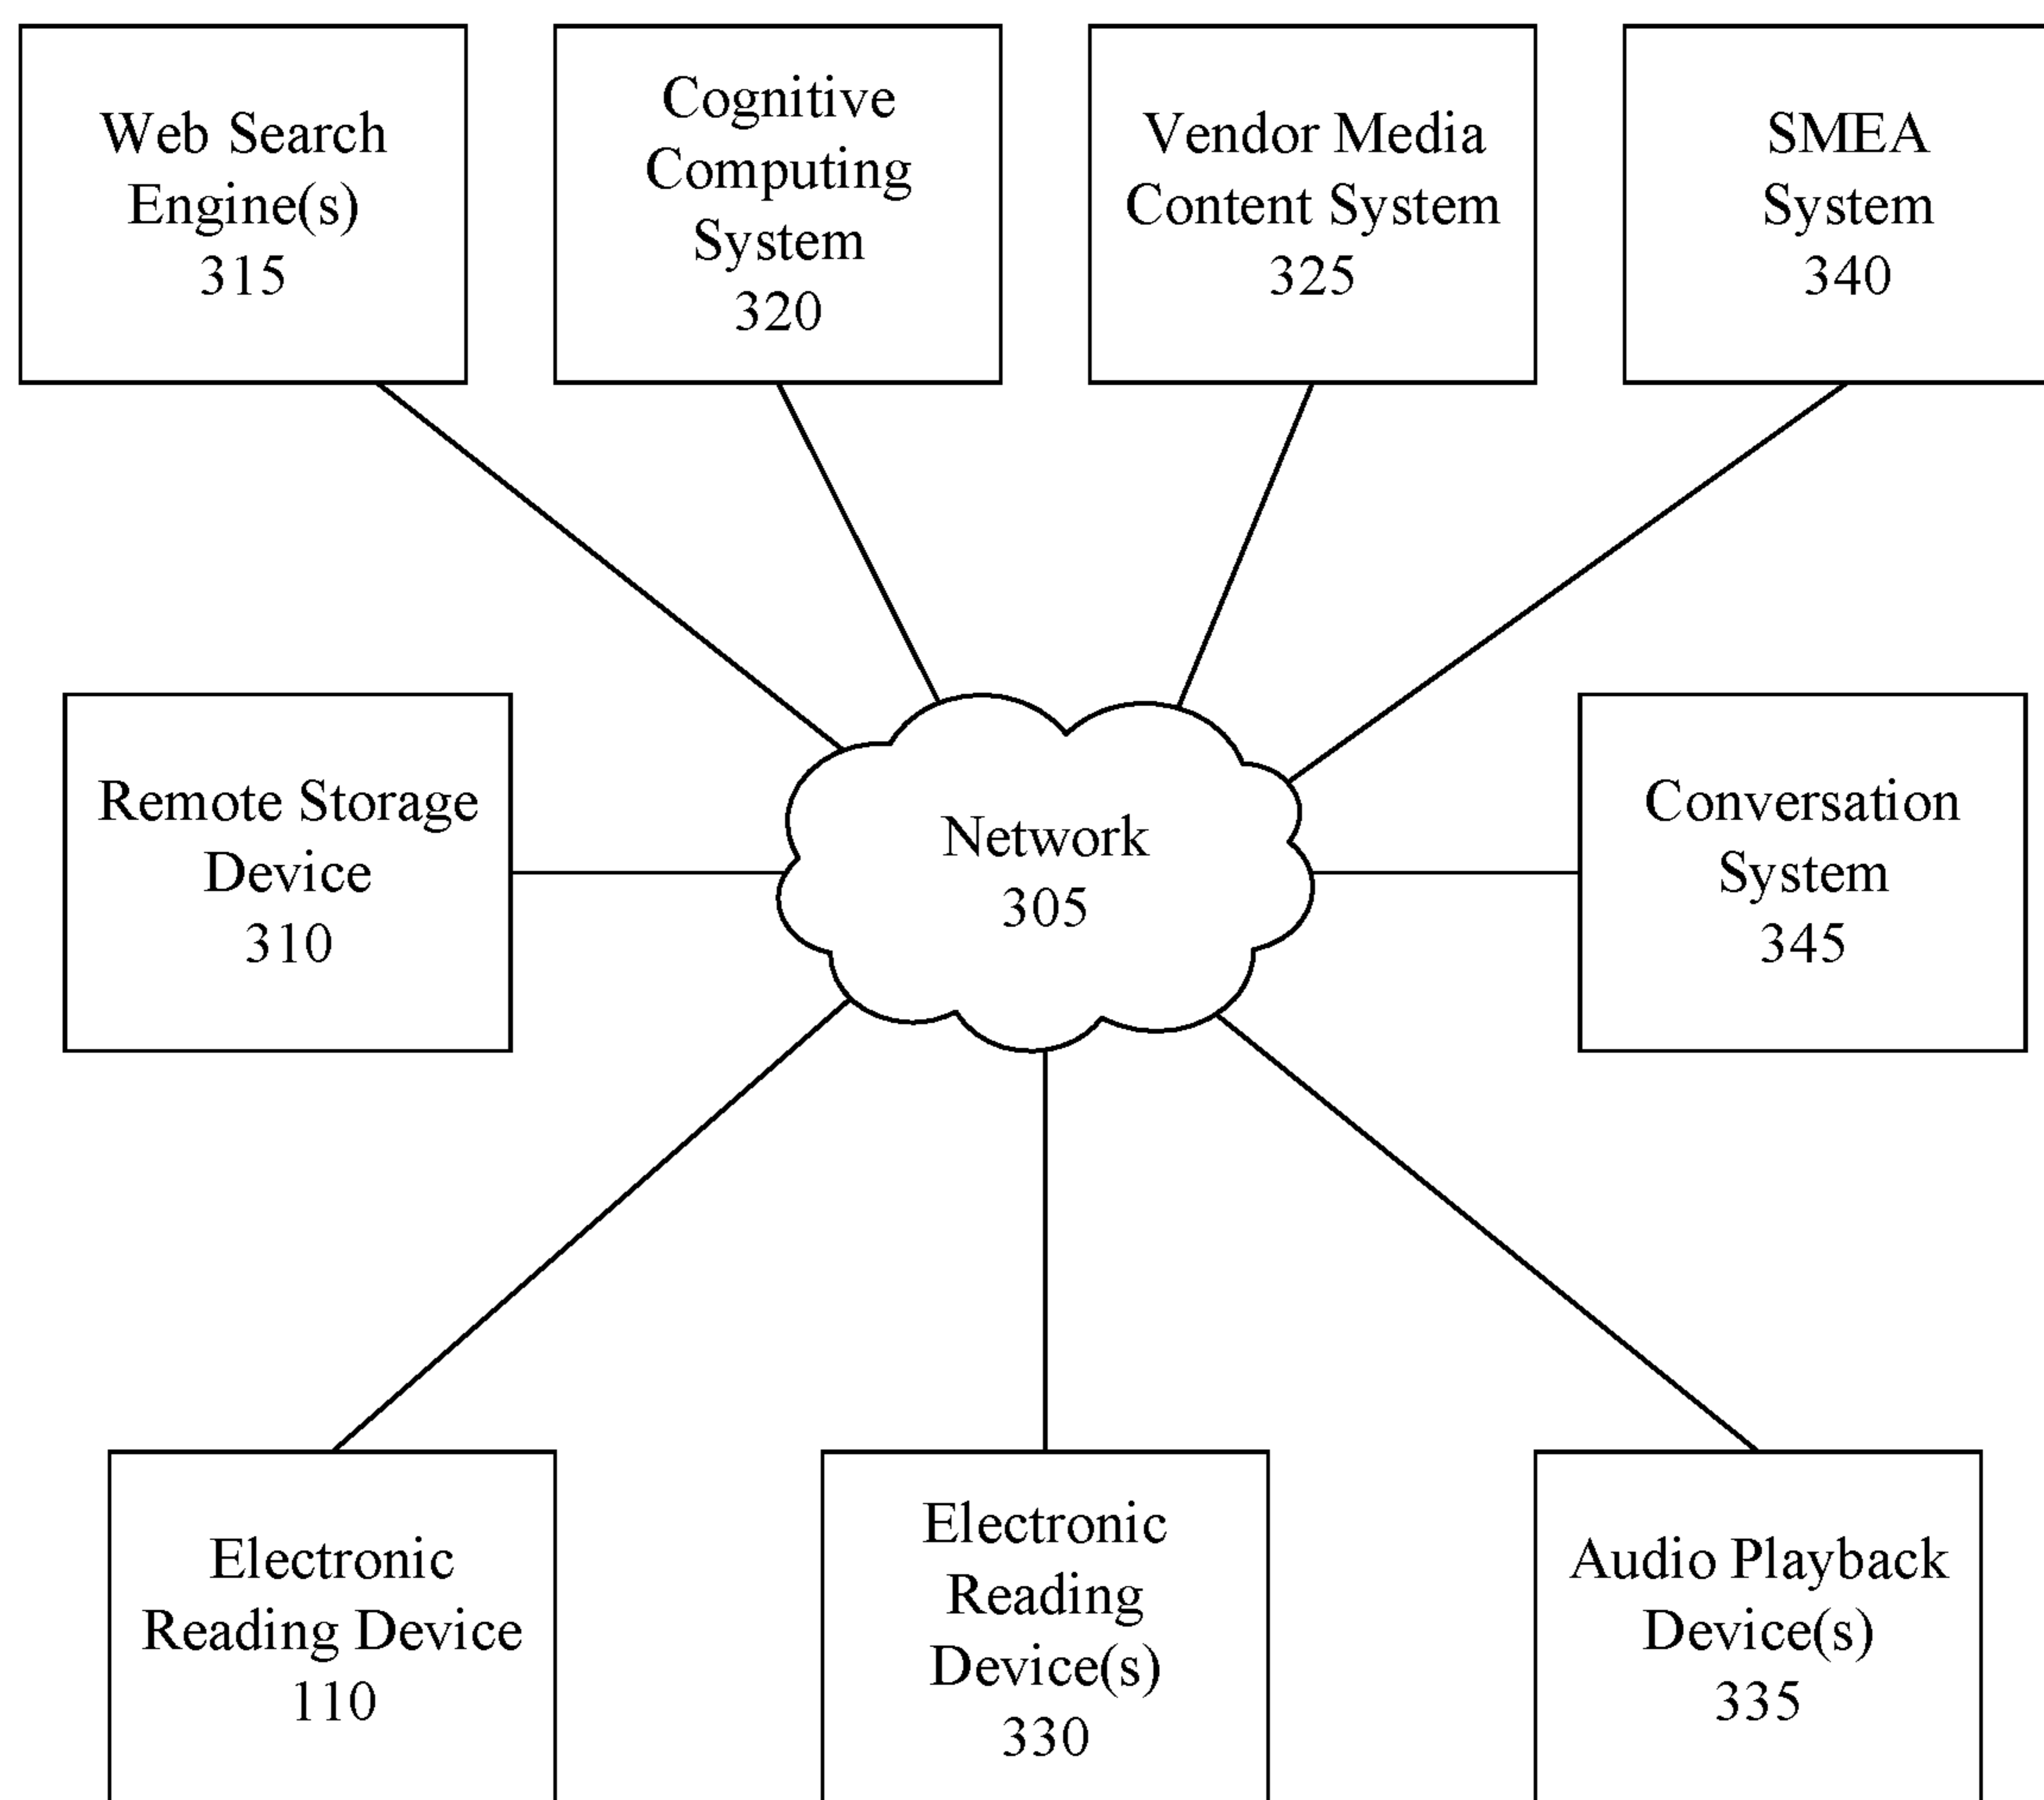 Web Search
Engine(s)
315
Cognitive
Computing
System
320
Vendor Media
Content System
325
SMEA
System
340
Remote Storage
Device
310
Network
305
Conversation
System
345
Electronic
Reading Device
110
Electronic
Reading
Device(s)
330
Audio Playback
Device(s)
335